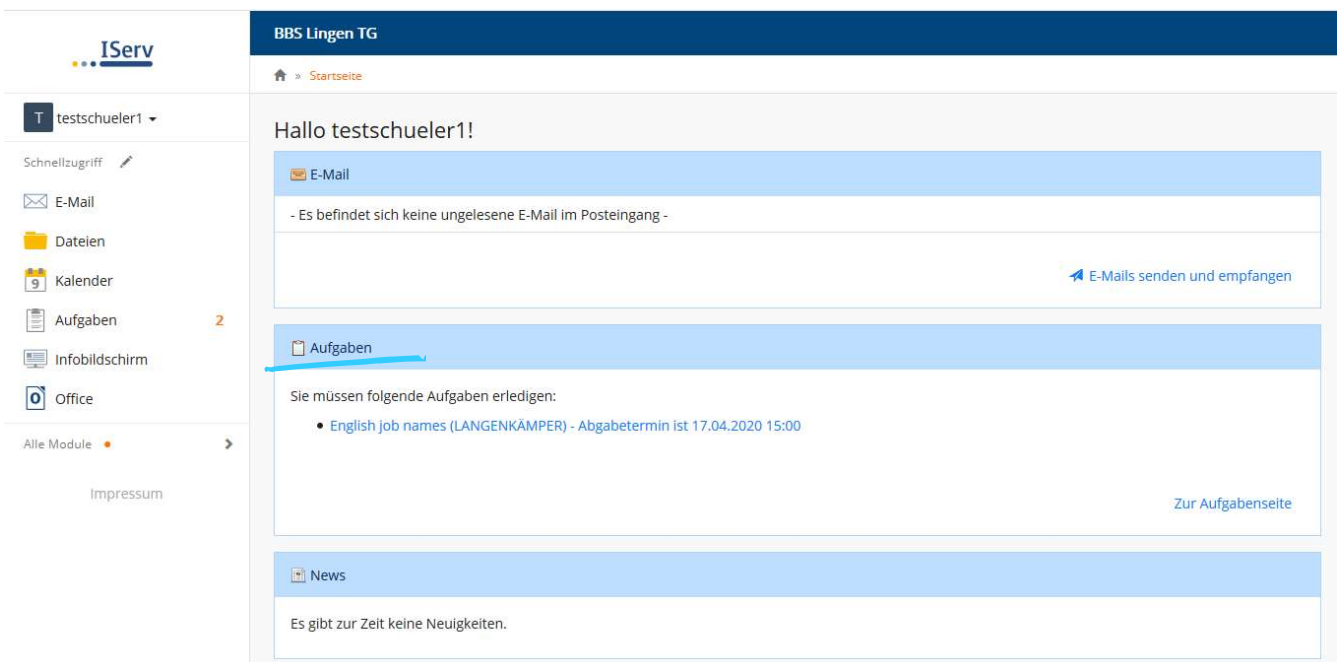 IServ
BBS Lingen TG
» Startseite
T testschueler1
Hallo testschueler1!
Schnellzugriff
E-Mail
Dateien
9 Kalender
Aufgaben 2
Infobildschirm
O Office
Alle Module
Impressum
E-Mail
- Es befindet sich keine ungelesene E-Mail im Posteingang -
E-Mails senden und empfangen
Aufgaben
Sie müssen folgende Aufgaben erledigen:
• English job names (LANGENKÄMPER) - Abgabetermin ist 17.04.2020 15:00
Zur Aufgabenseite
News
Es gibt zur Zeit keine Neuigkeiten.